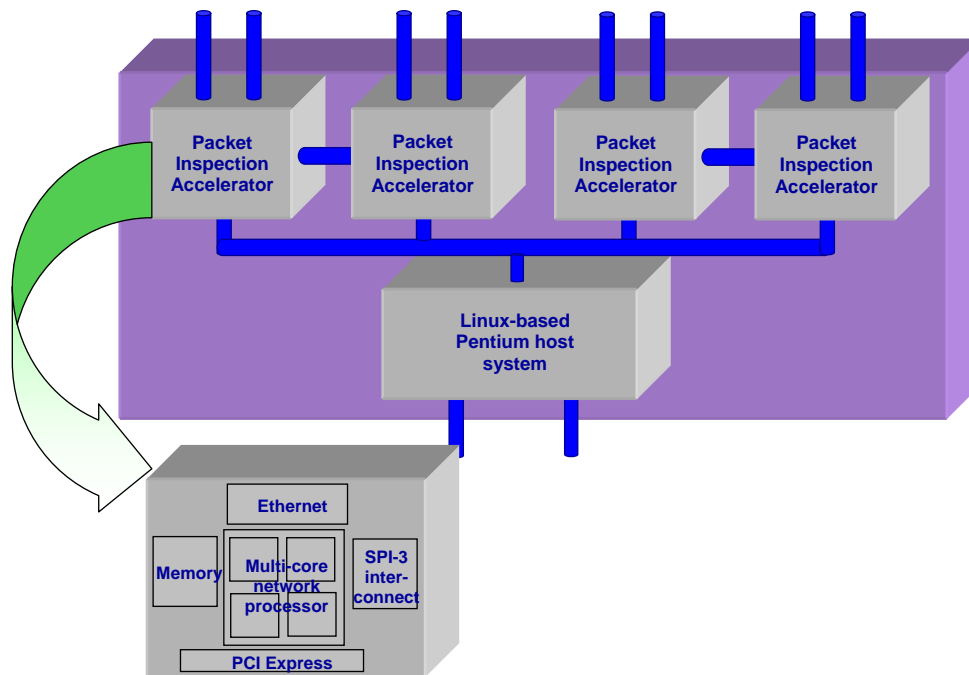 Packet
Inspection
Accelerator
Packet
Inspection
Accelerator
Packet
Inspection
Accelerator
Packet
Inspection
Accelerator
Linux-based
Pentium host
system
Ethernet
Memory
Multi-core
network
processor
SPI-3
inter-
connect
PCI Express